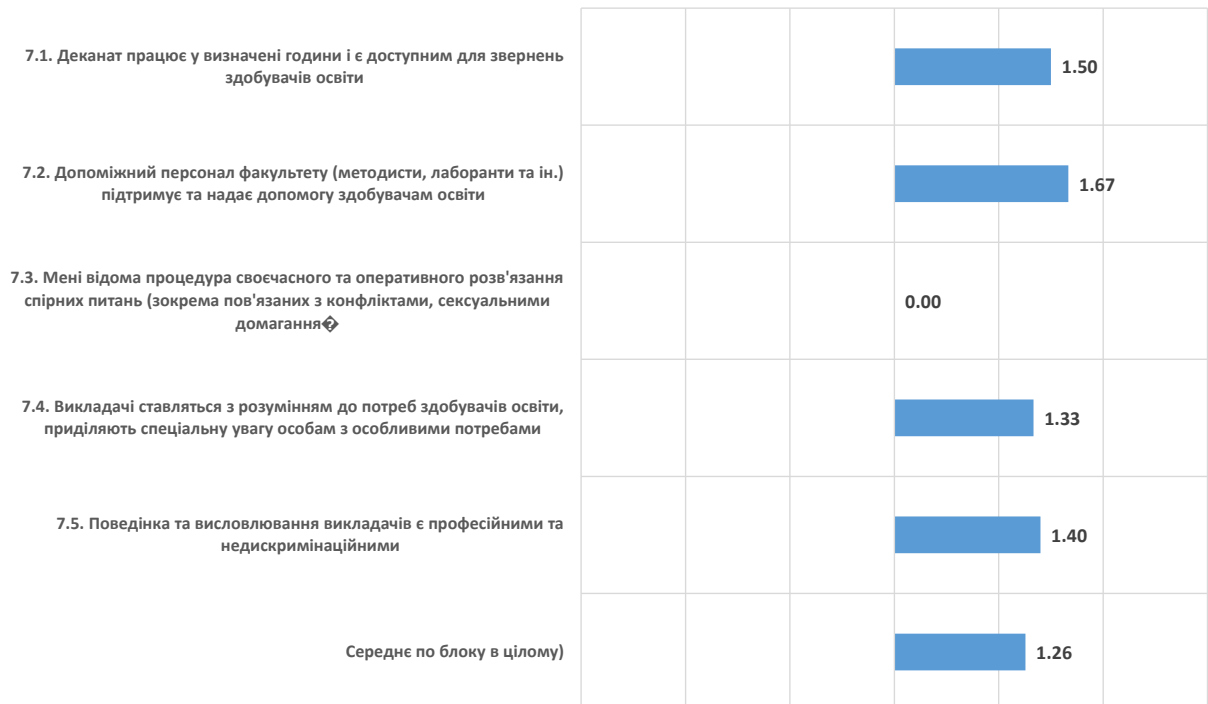 7.1. Деканат працює у визначені години і є доступним для звернень
здобувачів освіти
1.50
7.2. Допоміжний персонал факультету (методисти, лаборанти та ін.)
підтримує та надає допомогу здобувачам освіти
1.67
7.3. Мені відома процедура своєчасного та оперативного розв'язання
спірних питань (зокрема пов'язаних з конфліктами, сексуальними
домагання�
0.00
7.4. Викладачі ставляться з розумінням до потреб здобувачів освіти,
приділяють спеціальну увагу особам з особливими потребами
1.33
7.5. Поведінка та висловлювання викладачів є професійними та
недискримінаційними
1.40
Середнє по блоку в цілому)
1.26